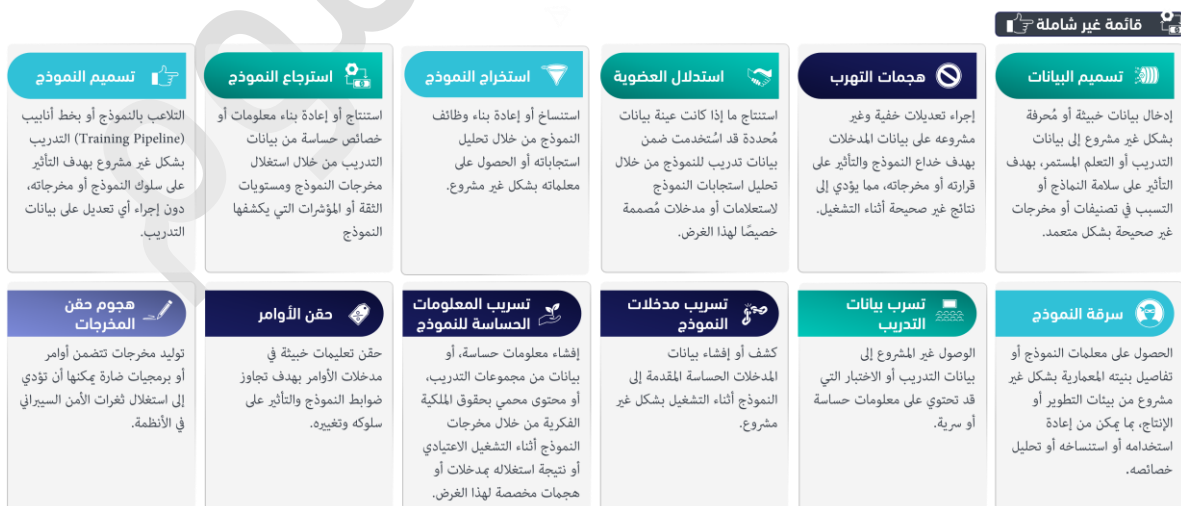 قائمة غير شاملة
تسميم البيانات
إدخال بيانات خبيثة أو مُحرفة
بشكل غير مشروع إلى بيانات
التدريب أو التعلم المستمر، بهدف
التأثير على سلامة النماذج أو
التسبب في تصنيفات أو مخرجات
غير صحيحة بشكل متعمد.
هجمات التهرب
إجراء تعديلات خفية وغير
مشروعه على بيانات المدخلات
بهدف خداع النموذج والتأثير على
قرارته أو مخرجاته، مما يؤدي إلى
نتائج غير صحيحة أثناء التشغيل.
استدلال العضوية
استنتاج ما إذا كانت عينة بيانات
مُحددة قد اسُتخدمت ضمن
بيانات تدريب للنموذج من خلال
تحليل استجابات النموذج
لاستعلامات أو مدخلات مُصممة
خصيصًا لهذا الغرض.
استخراج النموذج
استنساخ أو إعادة بناء وظائف
النموذج من خلال تحليل
استجاباته أو الحصول على
معلماته بشكل غير مشروع.
استرجاع النموذج
استنتاج أو إعادة بناء معلومات أو
خصائص حساسة من بيانات
التدريب من خلال استغلال
مخرجات النموذج ومستويات
الثقة أو المؤشرات التي يكشفها
النموذج
تسميم النموذج
التلاعب بالنموذج أو بخط أنابيب
التدريب (Training Pipeline)
بشكل غير مشروع بهدف التأثير
على سلوك النموذج أو مخرجاته،
دون إجراء أي تعديل على بيانات
التدريب.
سرقة النموذج
الحصول على معلمات النموذج أو
تفاصيل بنيته المعمارية بشكل غير
مشروع من بيئات التطوير أو
الإنتاج، بما يمكن من إعادة
استخدامه أو استنساخه أو تحليل
خصائصه.
تسرب بيانات
التدريب
الوصول غير المشروع إلى
بيانات التدريب أو الاختبار التي
قد تحتوي على معلومات حساسة
أو سرية.
تسريب مدخلات
النموذج
كشف أو إفشاء بيانات
المدخلات الحساسة المقدمة إلى
النموذج أثناء التشغيل بشكل غير
مشروع.
تسريب المعلومات
الحساسة للنموذج
إفشاء معلومات حساسة، أو
بيانات من مجموعات التدريب،
أو محتوى محمي بحقوق الملكية
الفكرية من خلال مخرجات
النموذج أثناء التشغيل الاعتيادي
أو نتيجة استغلاله بمدخلات أو
هجمات مخصصة لهذا الغرض.
حقن الأوامر
حقن تعليمات خبيثة في
مدخلات الأوامر بهدف تجاوز
ضوابط النموذج والتأثير على
سلوكه وتغييره.
هجوم حقن
المخرجات
توليد مخرجات تتضمن أوامر
أو برمجيات ضارة يمكنها أن تؤدي
إلى استغلال ثغرات الأمن السيبراني
في الأنظمة.